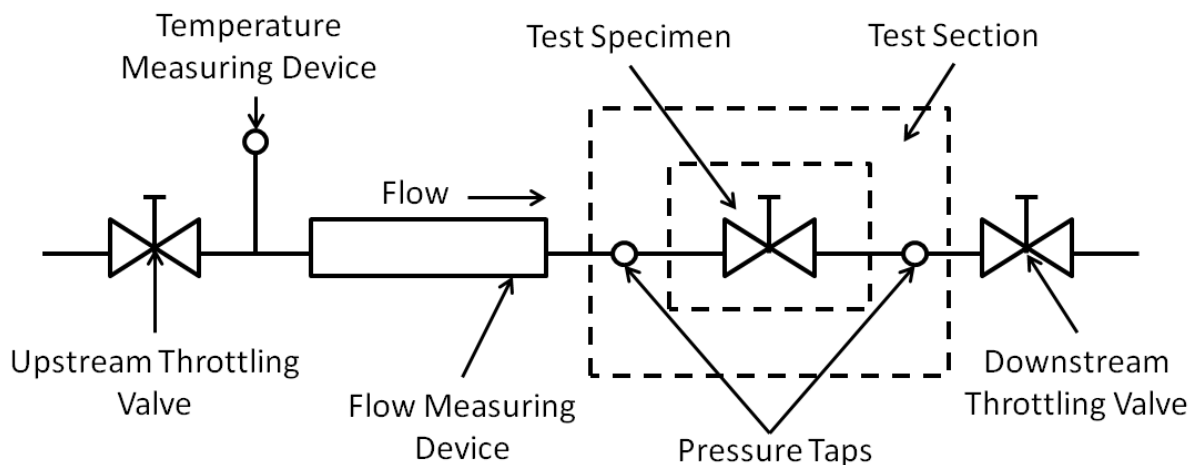 Temperature
Measuring Device
Test Specimen
Test Section
Flow
Upstream Throttling
Valve
Flow Measuring
Device
Pressure Taps
Downstream
Throttling Valve